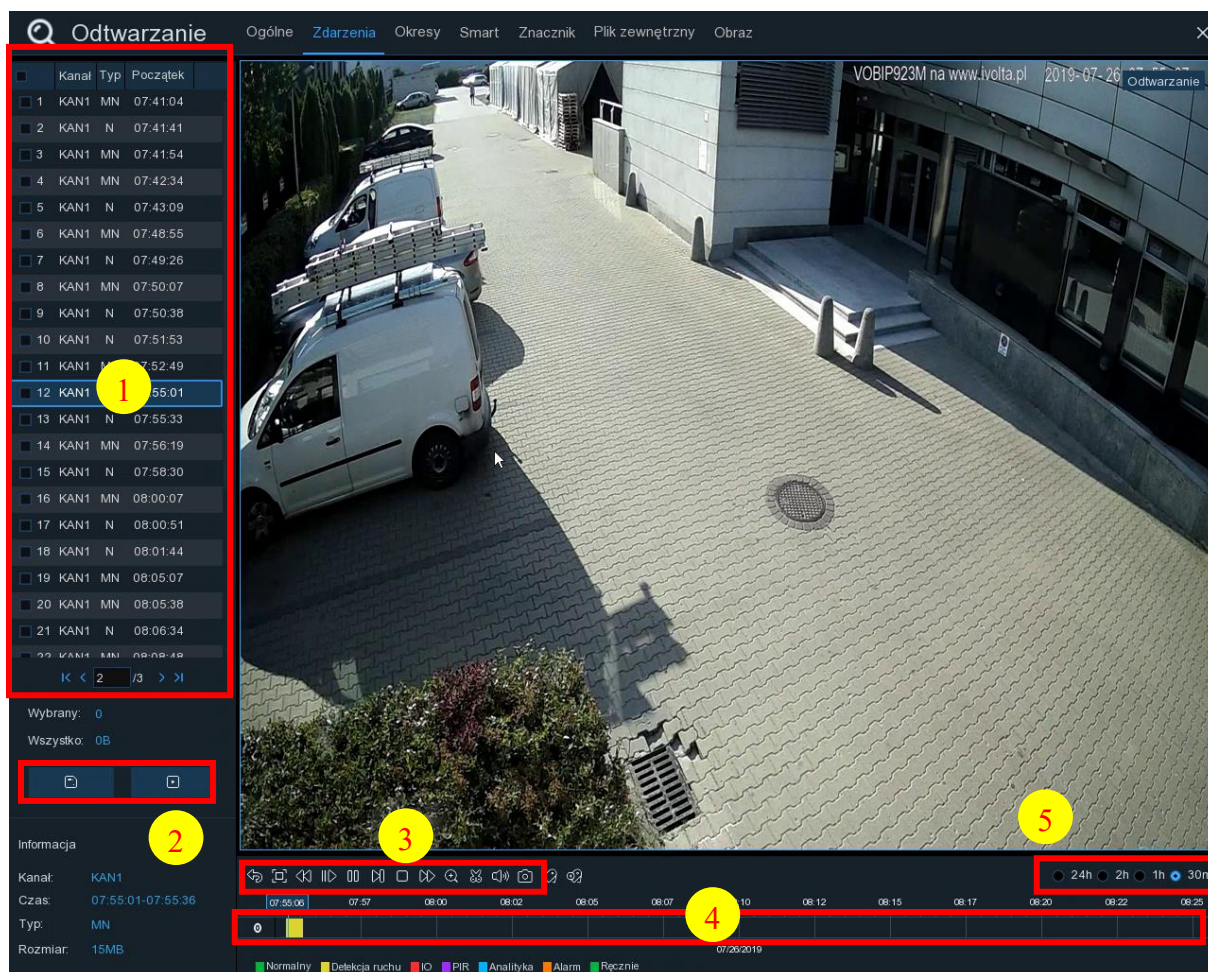 Odtwarzanie
Ogólne Zdarzenia Okresy Smart Znacznik Plik zewnętrzny Obraz
Kanał Typ Początek
1 KAN1 MN 07:41:04
2 KAN1 N 07:41:41
3 KAN1 MN 07:41:54
4 KAN1 MN 07:42:34
5 KAN1 N 07:43:09
6 KAN1 MN 07:48:55
7 KAN1 N 07:49:26
8 KAN1 MN 07:50:07
9 KAN1 N 07:50:38
10 KAN1 N 07:51:53
11 KAN1 :52:49
12 KAN1 :55:01
13 KAN1 N 07:55:33
14 KAN1 MN 07:56:19
15 KAN1 N 07:58:30
16 KAN1 MN 08:00:07
17 KAN1 N 08:00:51
18 KAN1 N 08:01:44
19 KAN1 MN 08:05:07
20 KAN1 MN 08:05:38
21 KAN1 N 08:06:34
22 KAN1 MN 08:08:48
2 /3
Wybrany: 0
Wszystko: 0B
Informacja
Kanał: KAN1
Czas: 07:55:01-07:55:36
Typ: MN
Rozmiar: 15MB
VOBIP923M na www.ivolta.pl 2019-07-26
Odtwarzanie
1
2
3
4
5
24h 2h 1h 30m
07:55:06 07:57 08:00 08:02 08:05 08:07 :10 08:12 08:15 08:17 08:20 08:22 08:25
07/26/2019
Normalny Detekcja ruchu IO PIR Analityka Alarm Ręcznie